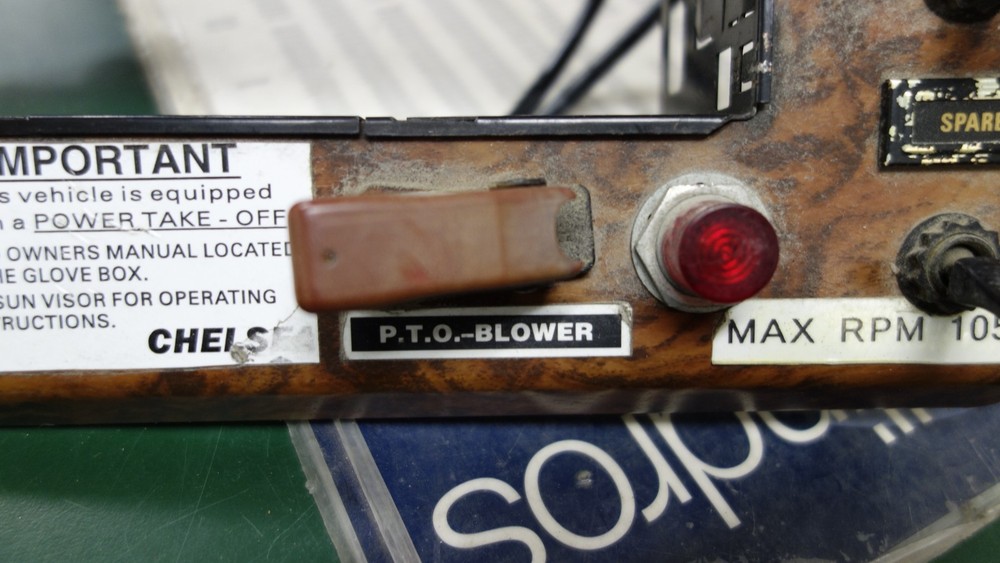 MPORTANT
s vehicle is equipped
a POWER TAKE - OFF
OWNERS MANUAL LOCATED
E GLOVE BOX.
SUN VISOR FOR OPERATING
RUCTIONS.
CHELS
P.T.O.-BLOWER
MAX RPM 105
SPARE